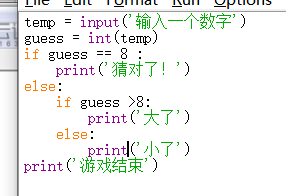 Edit Format Run Options Window
temp = input('输入一个数字')
guess = int(temp)
if guess == 8 :
    print('猜对了！')
else:
    if guess >8:
        print('大了')
    else:
        print('小了')
print('游戏结束')